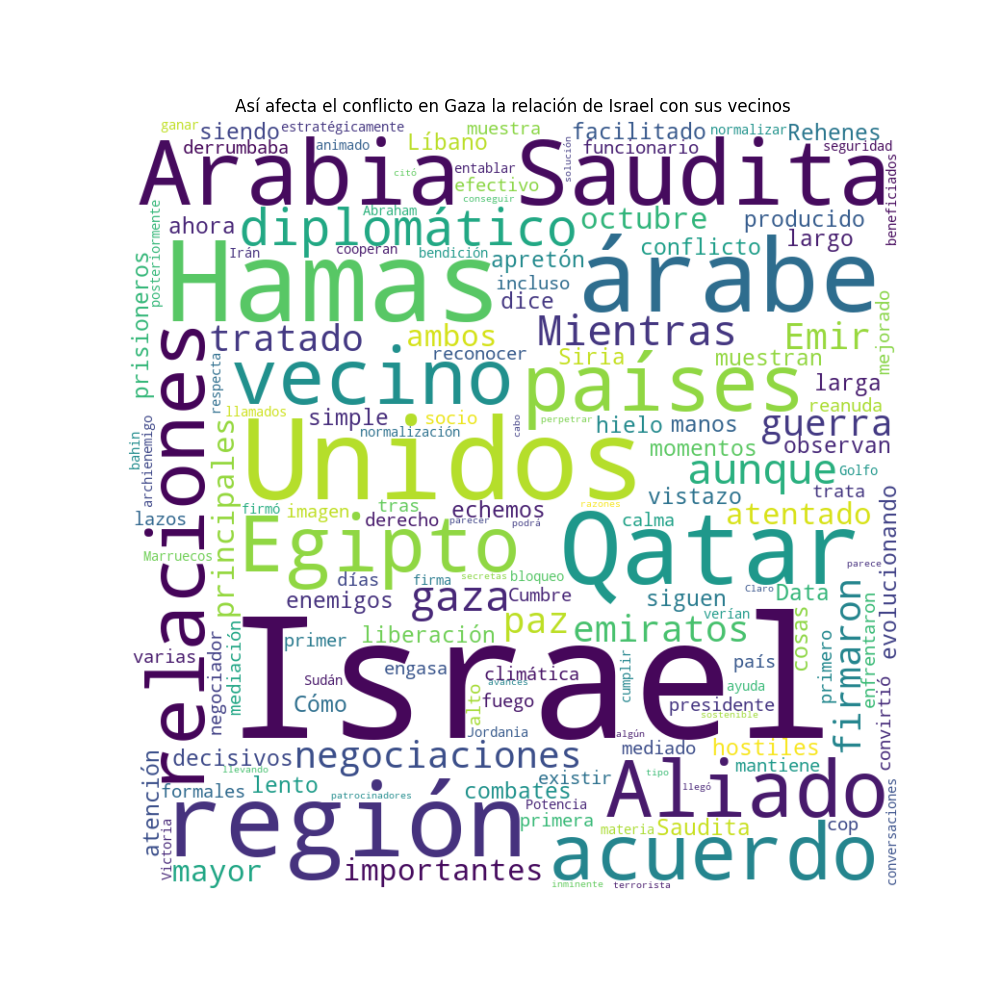 Así afecta el conflicto en Gaza la relación de Israel con sus vecinos
ganar
siendo
estratégicamente
muestra
facilitado
normalizar
Rehenes
derrumbaba
animado
Líbano
entablar
solución
funcionario
seguridad
Arabia Saudita
citó
efectivo
conseguir
beneficiados
posteriormente
ahora
diplomático
Abraham
octubre
producido
Irán
cooperan
bendición
apretón
conflicto
largo
Hamas
incluso
árabe
dice
prisioneros
relaciones
tratado
ambos
Mientras
Emir
mejorado
reconocer
Siria
muestran
respecta
vecino
países
larga
llamados
simple
socio
perpetrar
reanuda
archienemigo
bahin
normalización
cabo
hielo
manos
guerra
observan
principales
Unidos
momentos
aunque
Golfo
vistazo
trata
lazos
firmó
imagen
tras
echemos
razones
atentado
derecho
parecer
podrá
calma
Marruecos
Egipto
Qatar
evolucionando
parece
días
firma
secretas
bloqueo
Claro
Data
enemigos
gaza
Cumbre
siguen
verían
paz
emiratos
cosas
firmaron
enfrentaron
primero
varias
negociador
mediación
primer
liberación
Israel
engasa
climática
país
Sudán
avances
cumplir
ayuda
Cómo
alto
fuego
presidente
sostenible
Jordania
algún
convirtió
decisivos
negociaciones
mediado
hostiles
mantiene
atención
llevando
existir
tipo
formales
lento
patrocinadores
combates
llegó
Aliado
Potencia
conversaciones
región
primera
materia
Saudita
cop
Victoria
mayor
importantes
acuerdo
inminente
terrorista